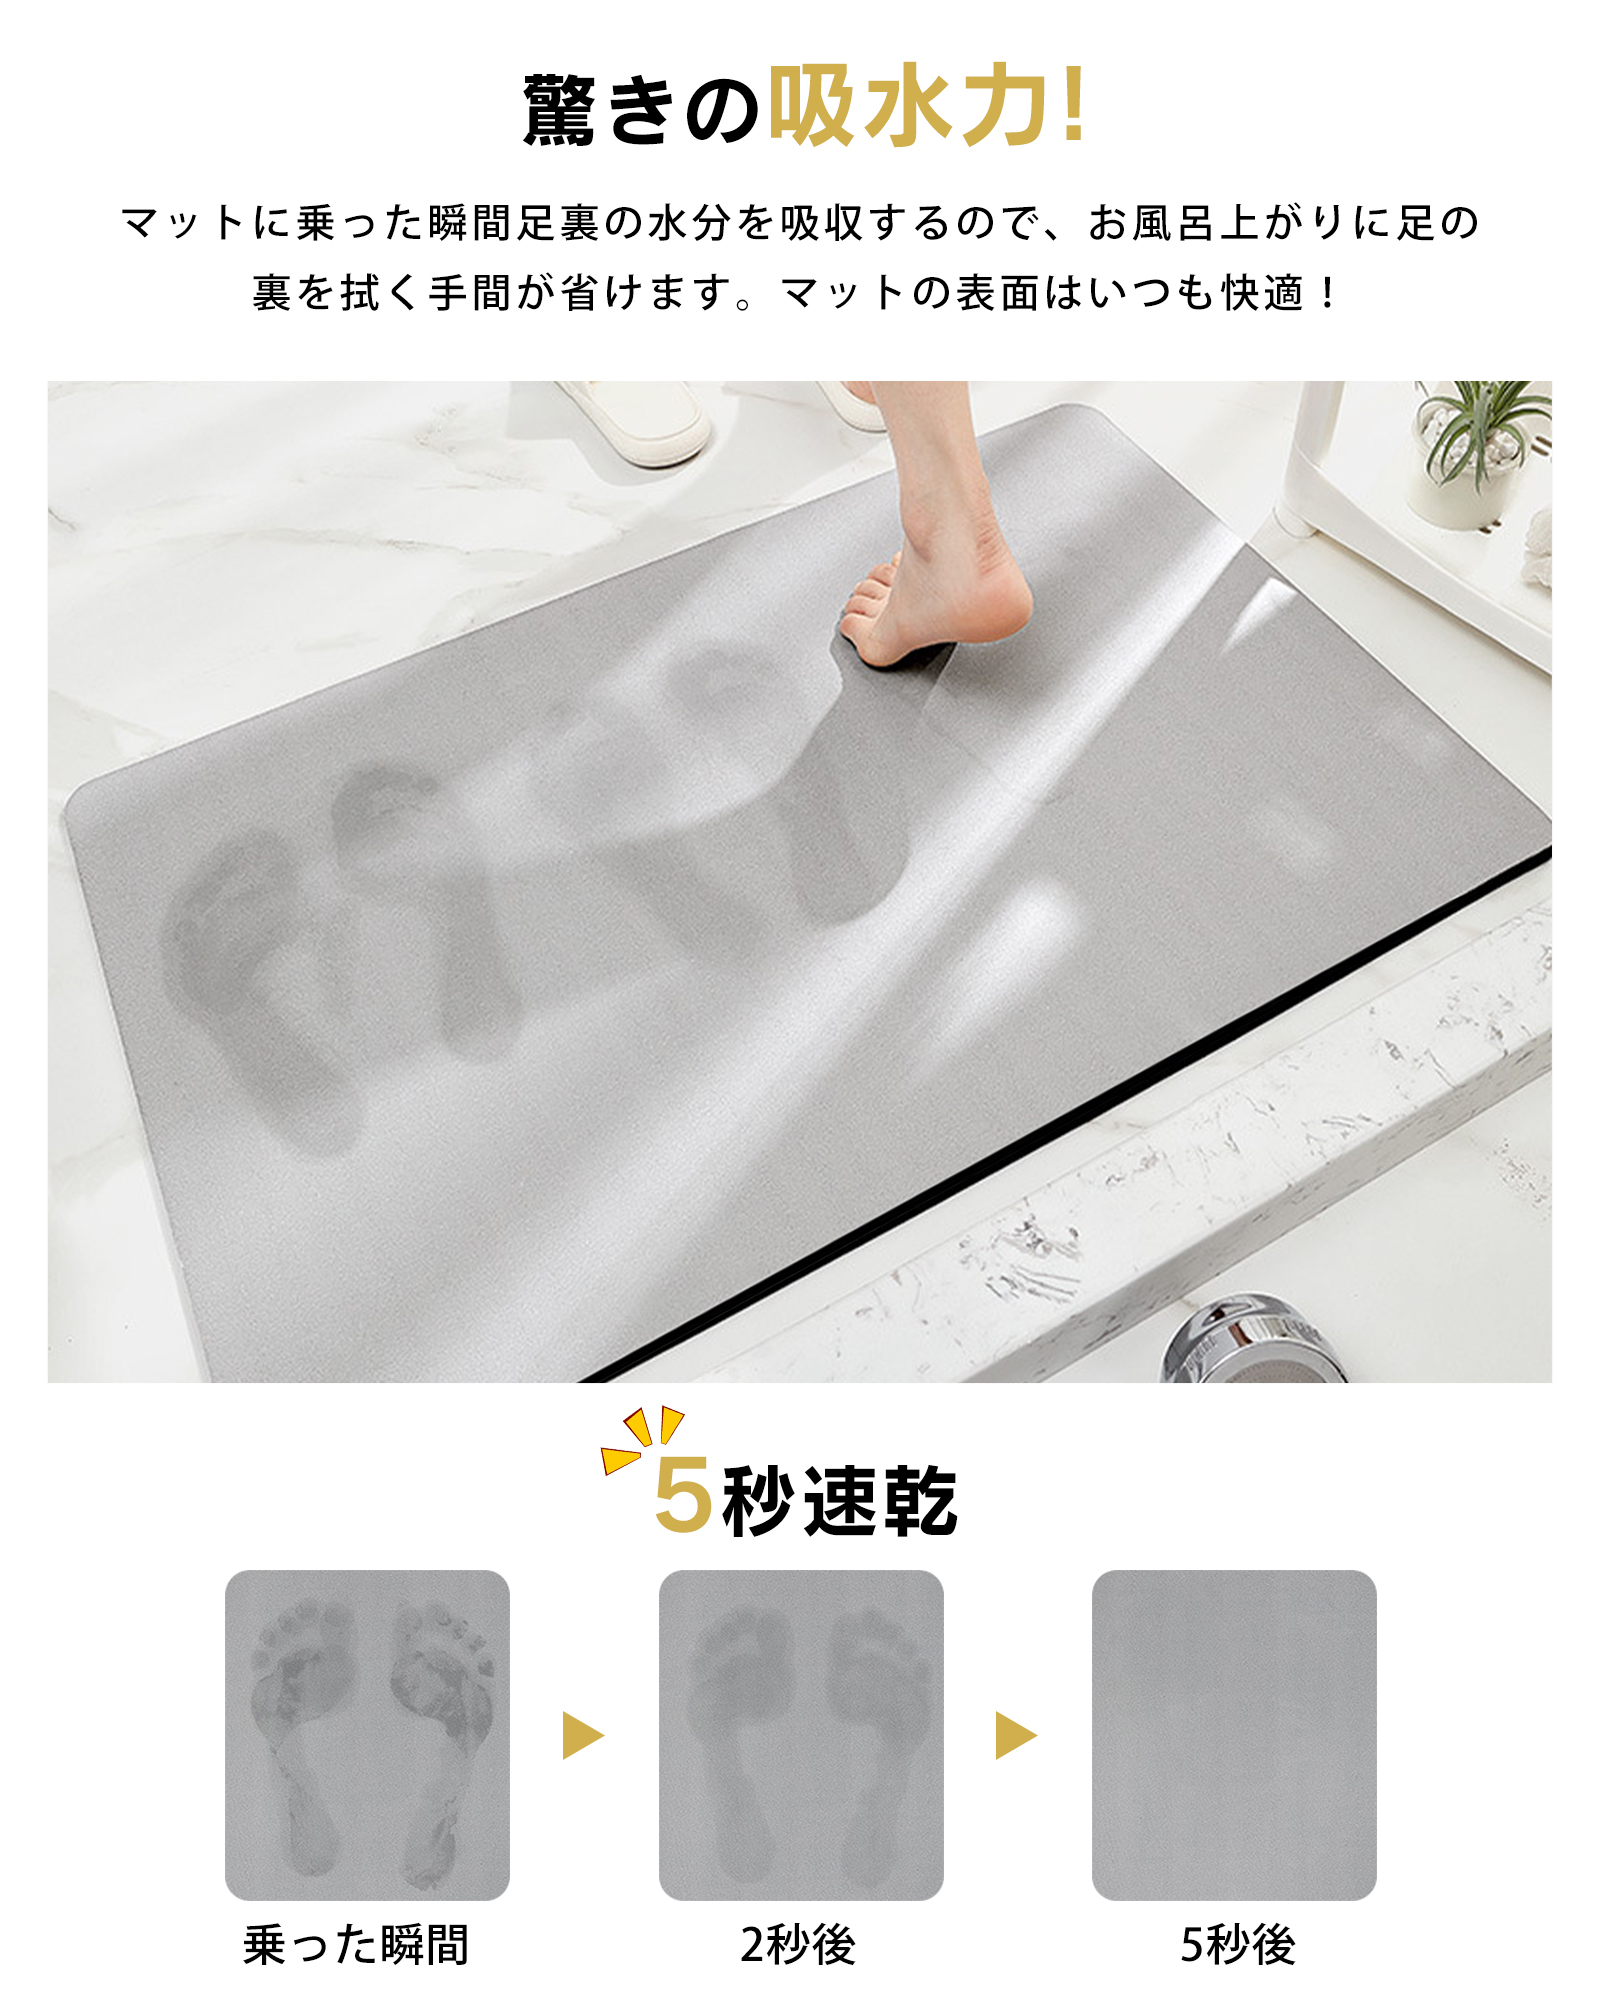 驚きの吸水力!
マットに乗った瞬間足裏の水分を吸収するので、お風呂上がりに足の
裏を拭く手間が省けます。マットの表面はいつも快適！
5秒速乾
乗った瞬間
2秒後
5秒後